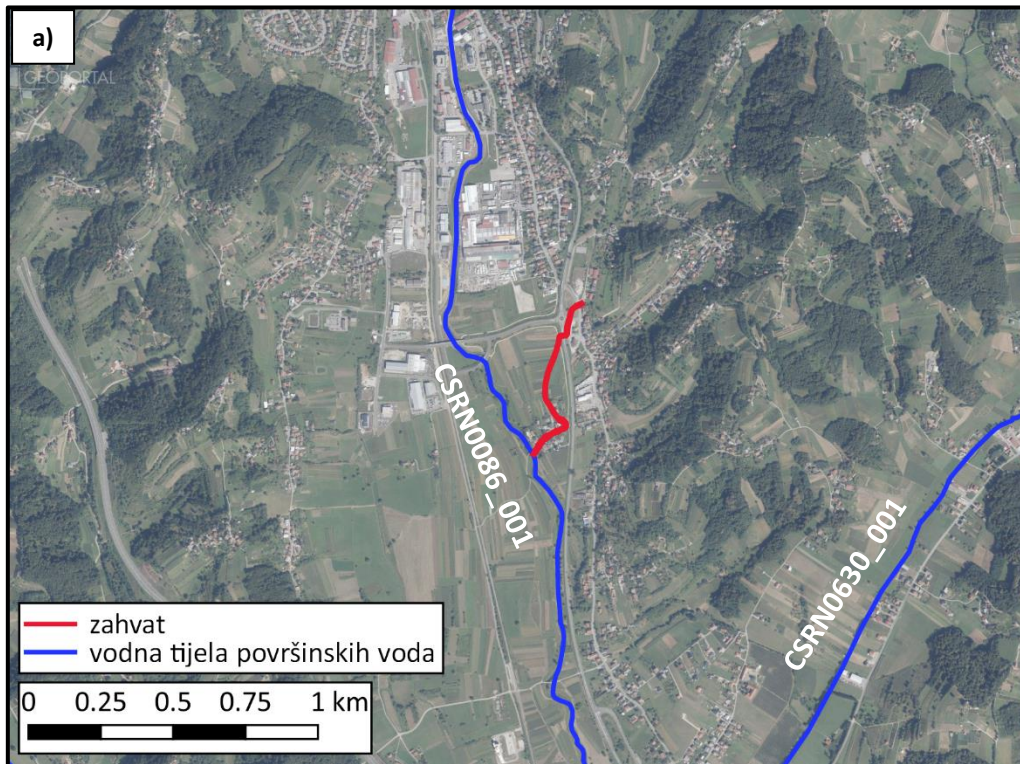 a)
GEOPORTAL
CSRN0086_001
CSRN0630_001
zahvat
vodna tijela površinskih voda
0 0.25 0.5 0.75 1 km